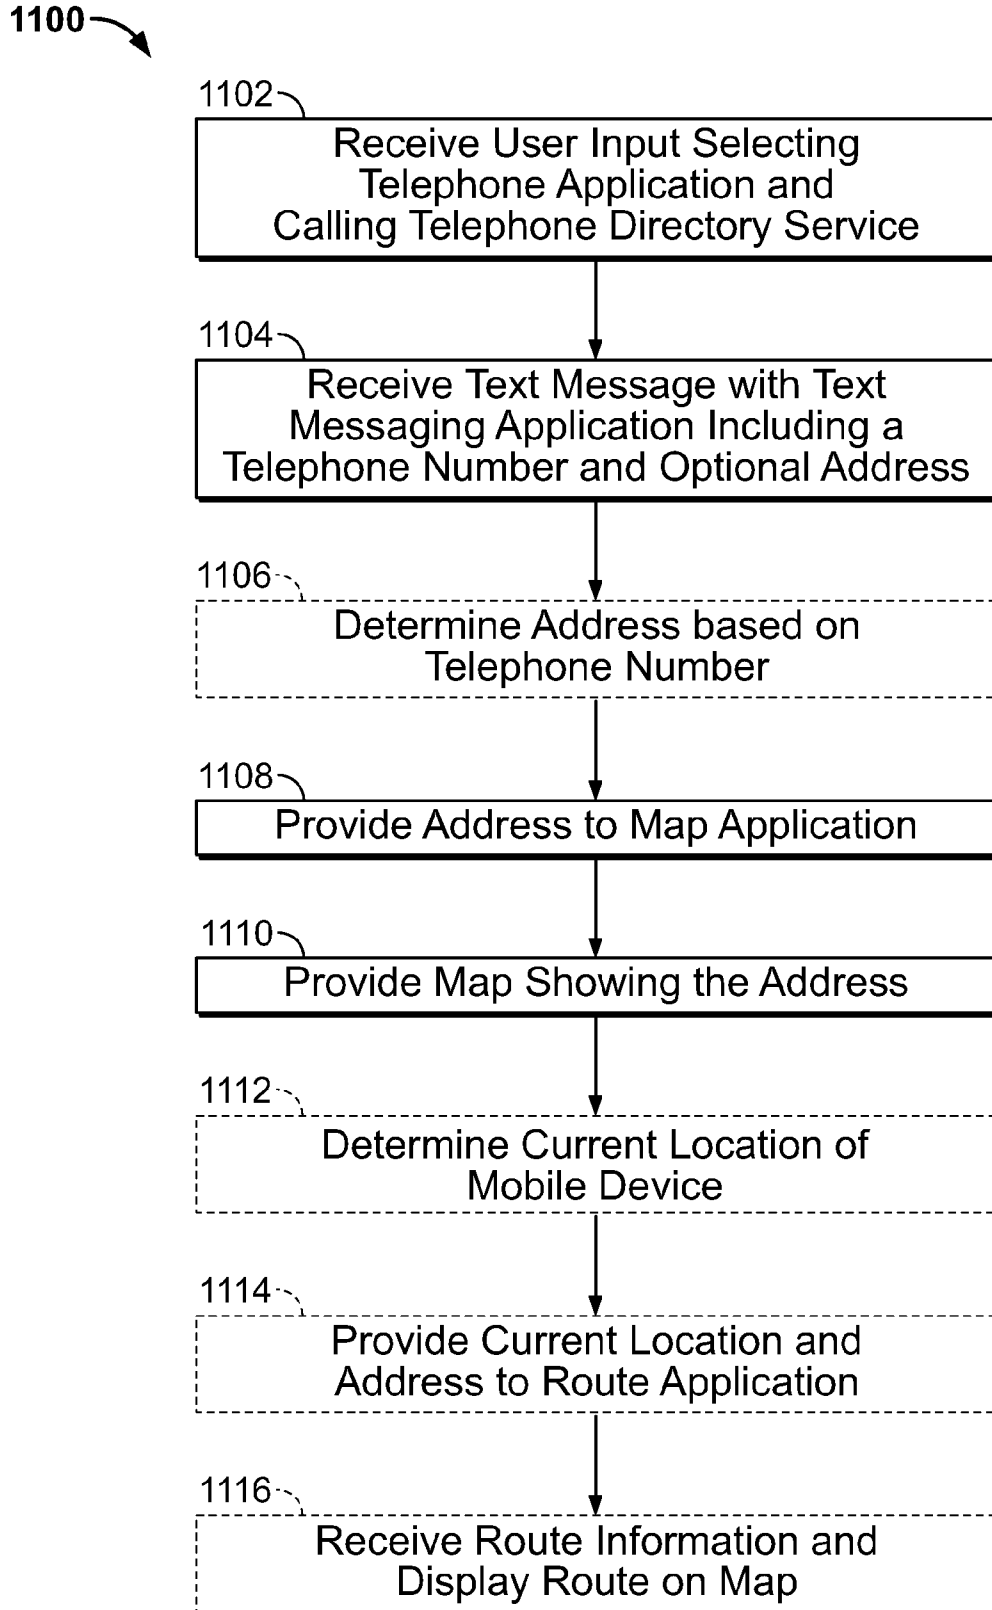 1100
1102
Receive User Input Selecting
Telephone Application and
Calling Telephone Directory Service
1104
Receive Text Message with Text
Messaging Application Including a
Telephone Number and Optional Address
1106
Determine Address based on
Telephone Number
1108
Provide Address to Map Application
1110
Provide Map Showing the Address
1112
Determine Current Location of
Mobile Device
1114
Provide Current Location and
Address to Route Application
1116
Receive Route Information and
Display Route on Map